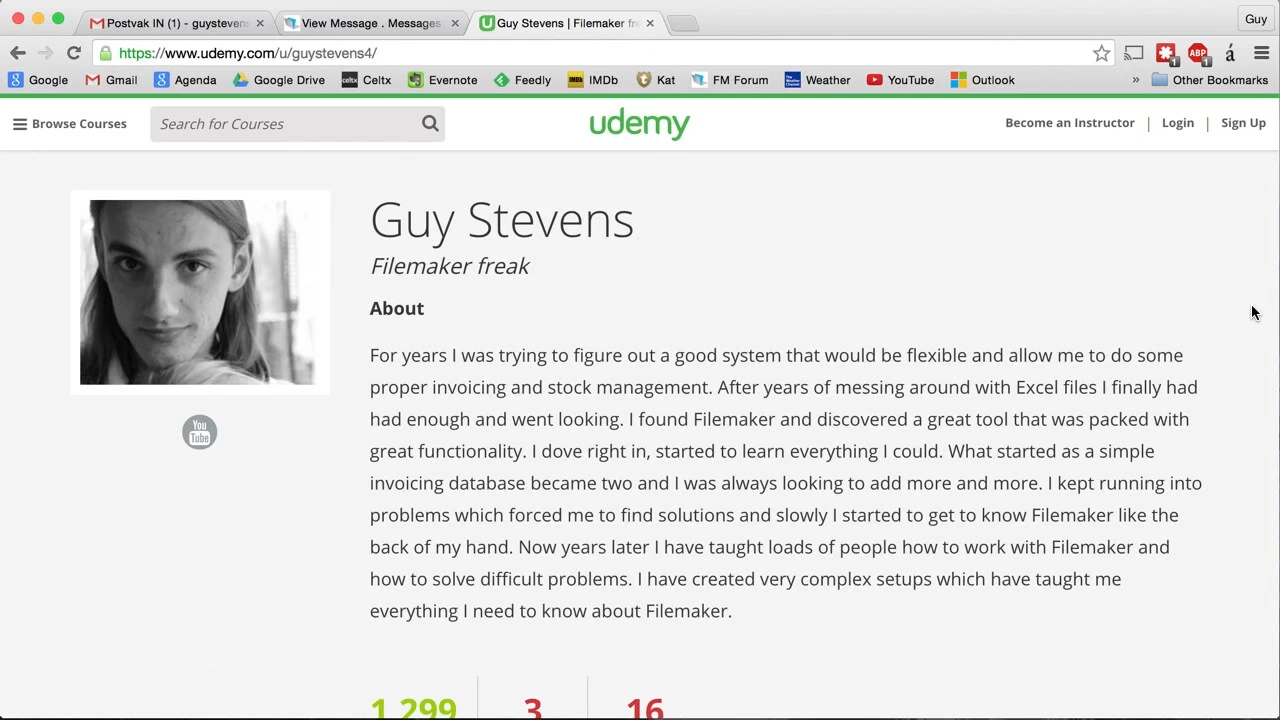 Postvak IN (1) - guystevens
View Message . Messages
Guy Stevens | Filemaker fr
Guy
https://www.udemy.com/u/guystevens4/
ABP 1 1 á
Google Gmail Agenda Google Drive celtx Celtx Evernote Feedly IMDb IMDb Kat FM Forum Weather YouTube Outlook » Other Bookmarks
Browse Courses Search for Courses udemy Become an Instructor | Login | Sign Up
Guy Stevens
Filemaker freak
About
For years I was trying to figure out a good system that would be flexible and allow me to do some
proper invoicing and stock management. After years of messing around with Excel files I finally had
had enough and went looking. I found Filemaker and discovered a great tool that was packed with
great functionality. I dove right in, started to learn everything I could. What started as a simple
invoicing database became two and I was always looking to add more and more. I kept running into
problems which forced me to find solutions and slowly I started to get to know Filemaker like the
back of my hand. Now years later I have taught loads of people how to work with Filemaker and
how to solve difficult problems. I have created very complex setups which have taught me
everything I need to know about Filemaker.
You
Tube
1,299 3 16